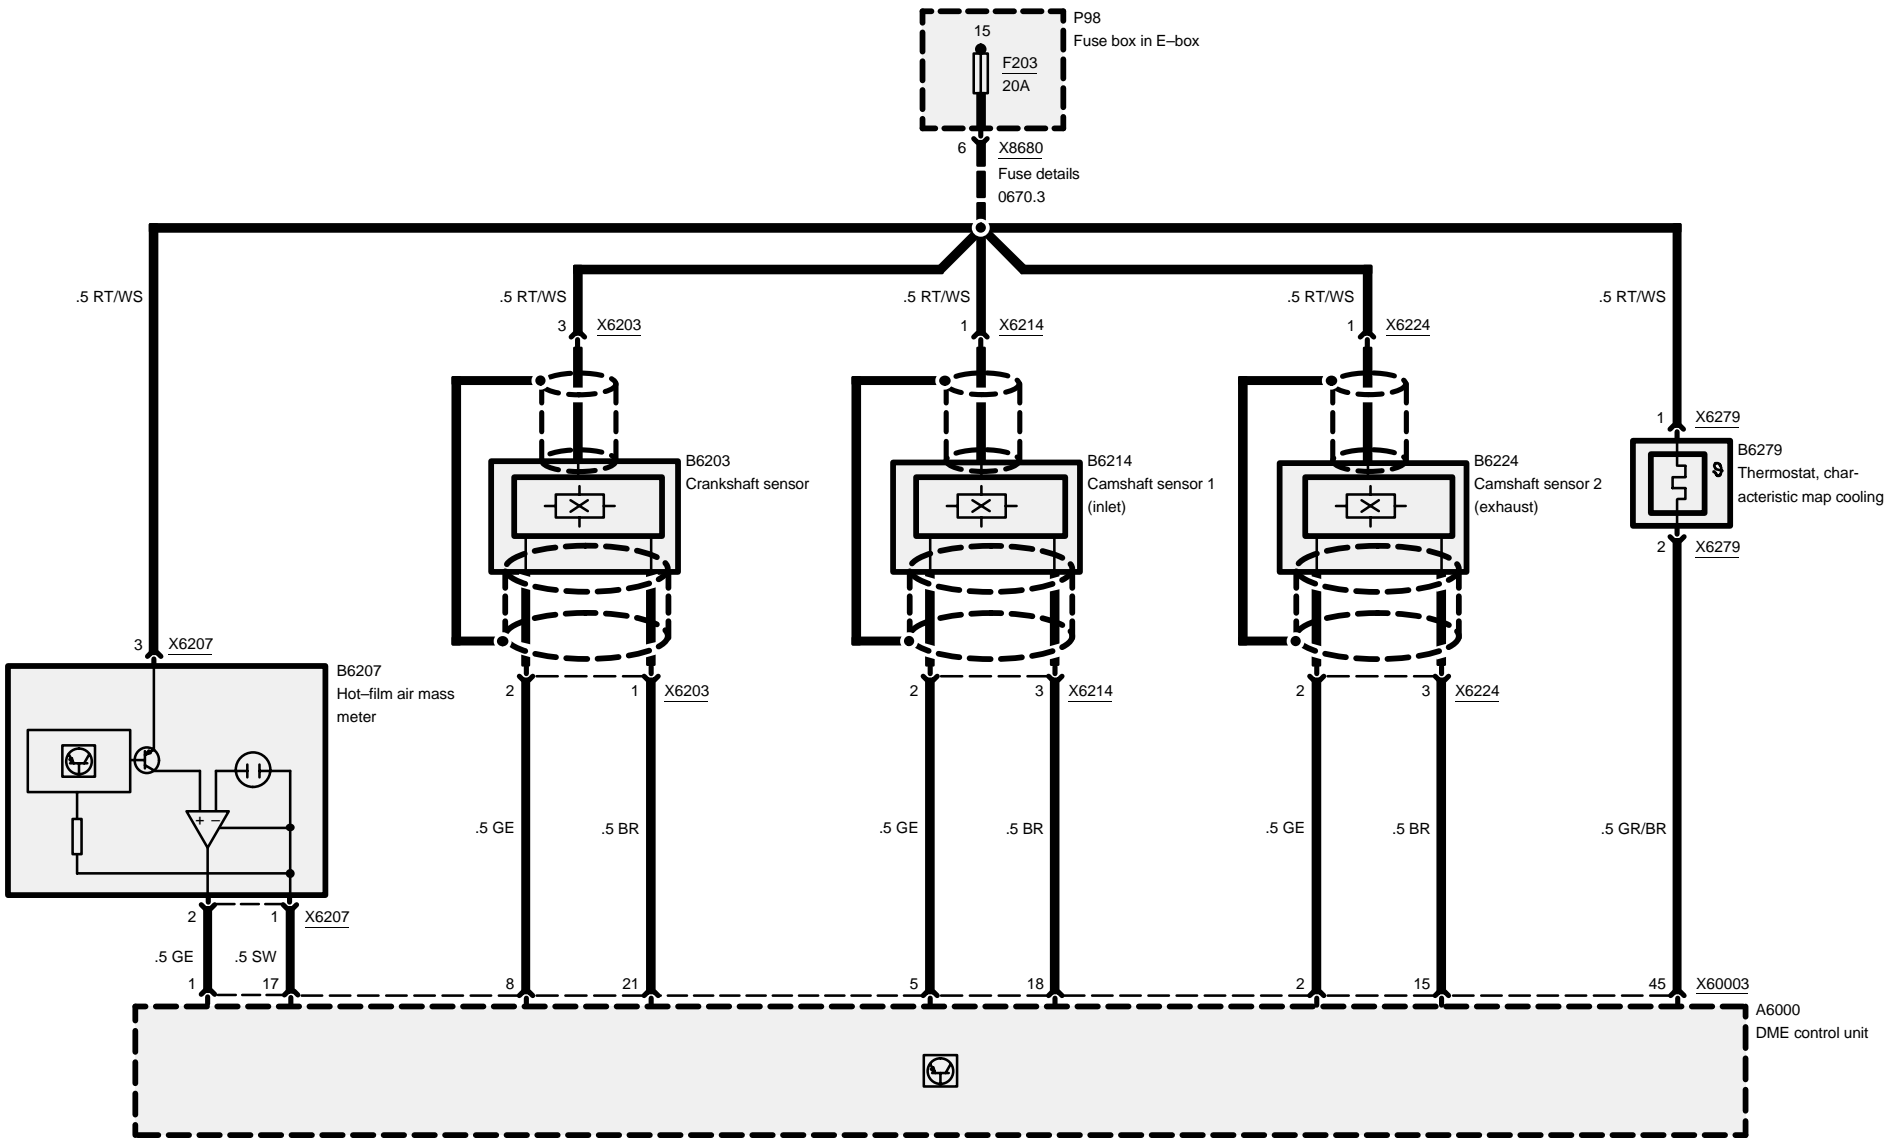 P98
Fuse box in E–box
15
F203
20A
6
X8680
Fuse details
0670.3
.5 RT/WS
.5 RT/WS
.5 RT/WS
.5 RT/WS
.5 RT/WS
3
X6203
1
X6214
1
X6224
1
X6279
B6203
Crankshaft sensor
B6214
Camshaft sensor 1
(inlet)
B6224
Camshaft sensor 2
(exhaust)
B6279
Thermostat, char-
acteristic map cooling
ϑ
2
X6279
3
X6207
B6207
Hot–film air mass
meter
2
1
X6203
2
3
X6214
2
3
X6224
+ –
.5 GE
.5 BR
.5 GE
.5 BR
.5 GE
.5 BR
.5 GR/BR
2
1
X6207
.5 GE
.5 SW
1
17
8
21
5
18
2
15
45
X60003
A6000
DME control unit